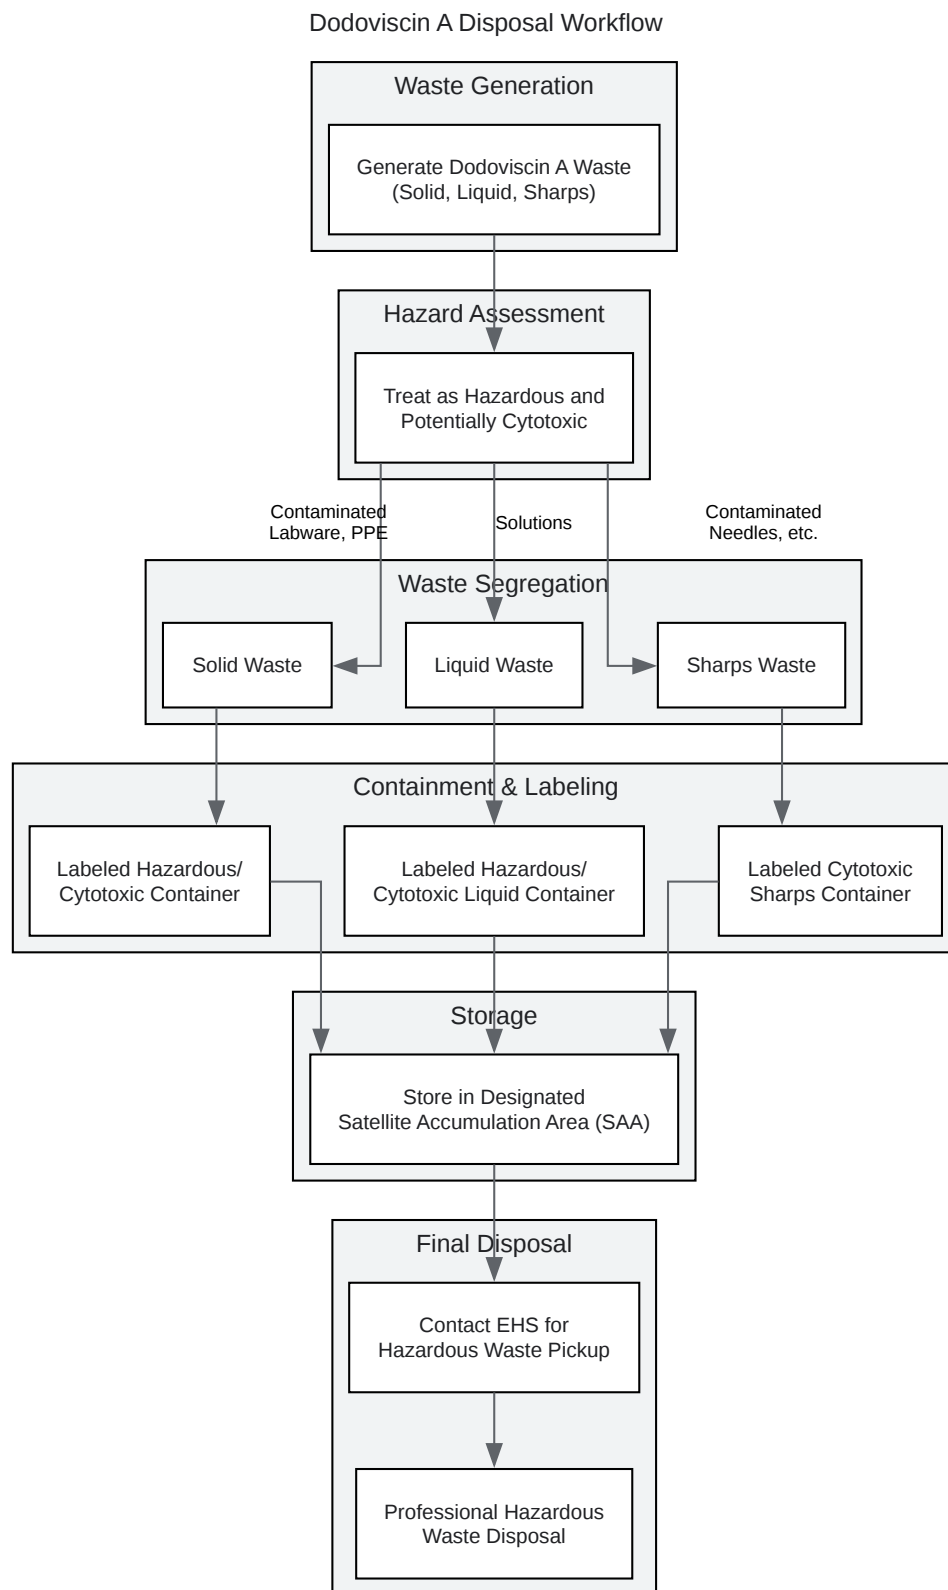 Dodoviscin A Disposal Workflow
Waste Generation
Generate Dodoviscin A Waste
(Solid, Liquid, Sharps)
Hazard Assessment
Treat as Hazardous and
Potentially Cytotoxic
Contaminated
Labware, PPE
Solutions
Contaminated
Needles, etc.
Waste Segregation
Solid Waste
Liquid Waste
Sharps Waste
Containment & Labeling
Labeled Hazardous/
Cytotoxic Container
Labeled Hazardous/
Cytotoxic Liquid Container
Labeled Cytotoxic
Sharps Container
Storage
Store in Designated
Satellite Accumulation Area (SAA)
Final Disposal
Contact EHS for
Hazardous Waste Pickup
Professional Hazardous
Waste Disposal